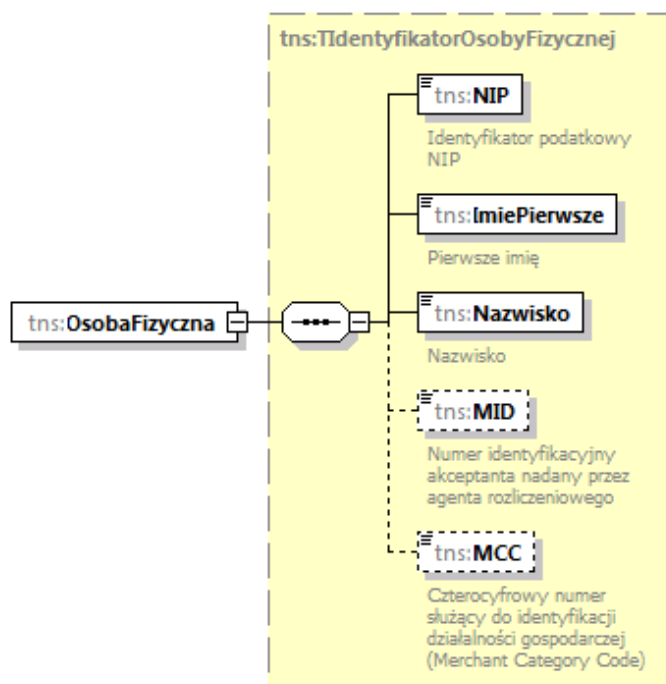 tns:TIdentyfikatorOsobyFizycznej
tns:NIP
Identyfikator podatkowy
NIP
tns:ImiePierwsze
Pierwsze imię
tns:OsobaFizyczna
tns:Nazwisko
Nazwisko
tns:MID
Numer identyfikacyjny
akceptanta nadany przez
agenta rozliczeniowego
tns:MCC
Czterocyfrowy numer
służący do identyfikacji
działalności gospodarczej
(Merchant Category Code)